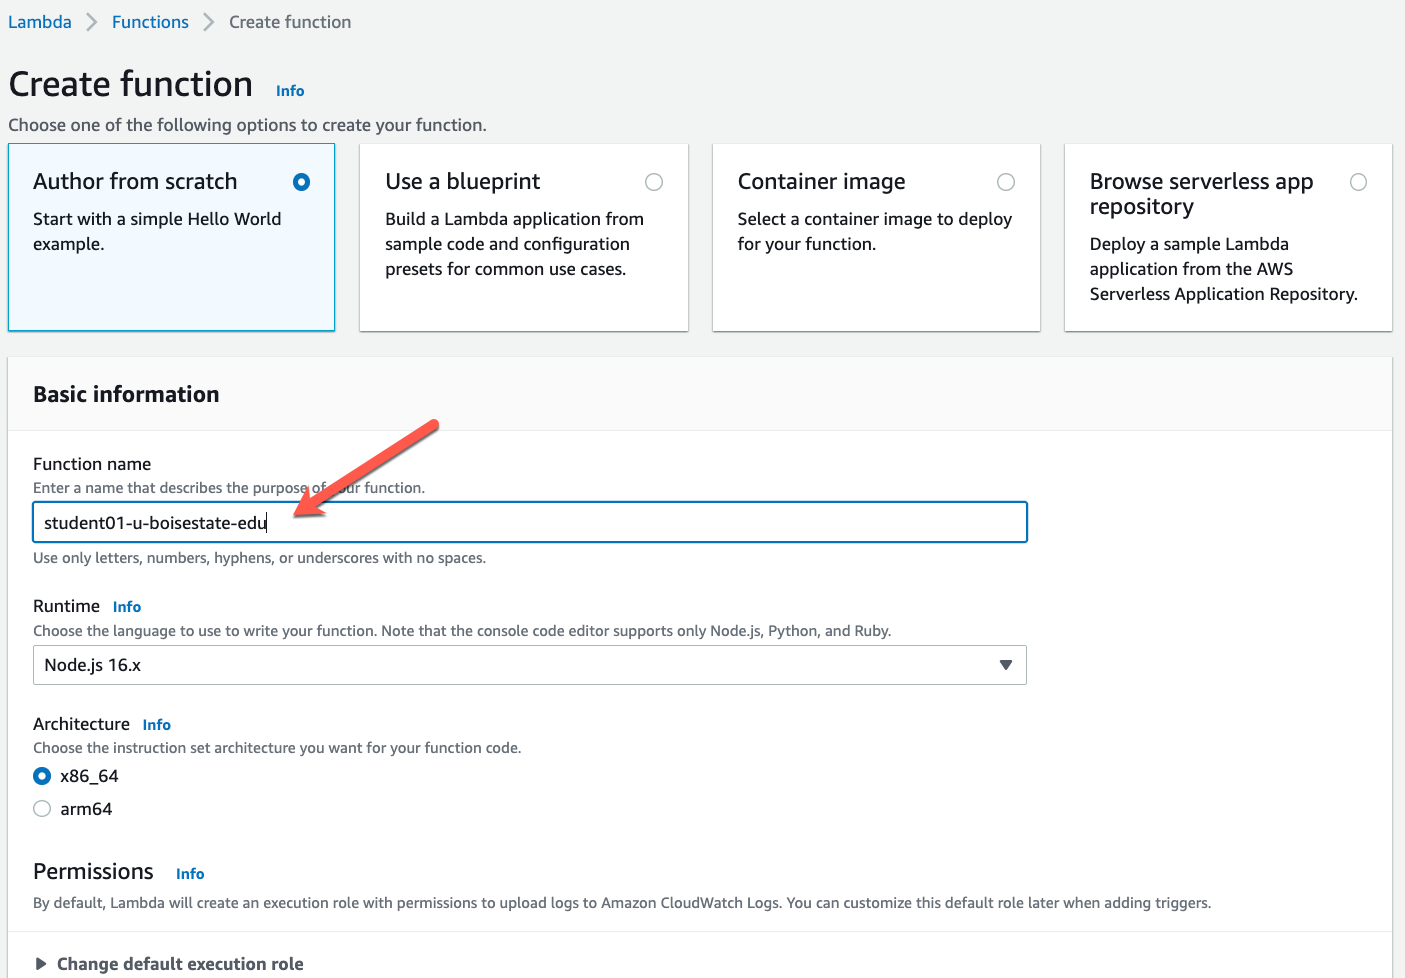 Lambda > Functions > Create function
Create function Info
Choose one of the following options to create your function.
Author from scratch
Start with a simple Hello World
example.
Use a blueprint
Build a Lambda application from
sample code and configuration
presets for common use cases.
Container image
Select a container image to deploy
for your function.
Browse serverless app
repository
Deploy a sample Lambda
application from the AWS
Serverless Application Repository.
Basic information
Function name
Enter a name that describes the purpose of your function.
student01-u-boisestate-edu
Use only letters, numbers, hyphens, or underscores with no spaces.
Runtime Info
Choose the language to use to write your function. Note that the console code editor supports only Node.js, Python, and Ruby.
Node.js 16.x
Architecture Info
Choose the instruction set architecture you want for your function code.
x86_64
arm64
Permissions Info
By default, Lambda will create an execution role with permissions to upload logs to Amazon CloudWatch Logs. You can customize this default role later when adding triggers.
Change default execution role